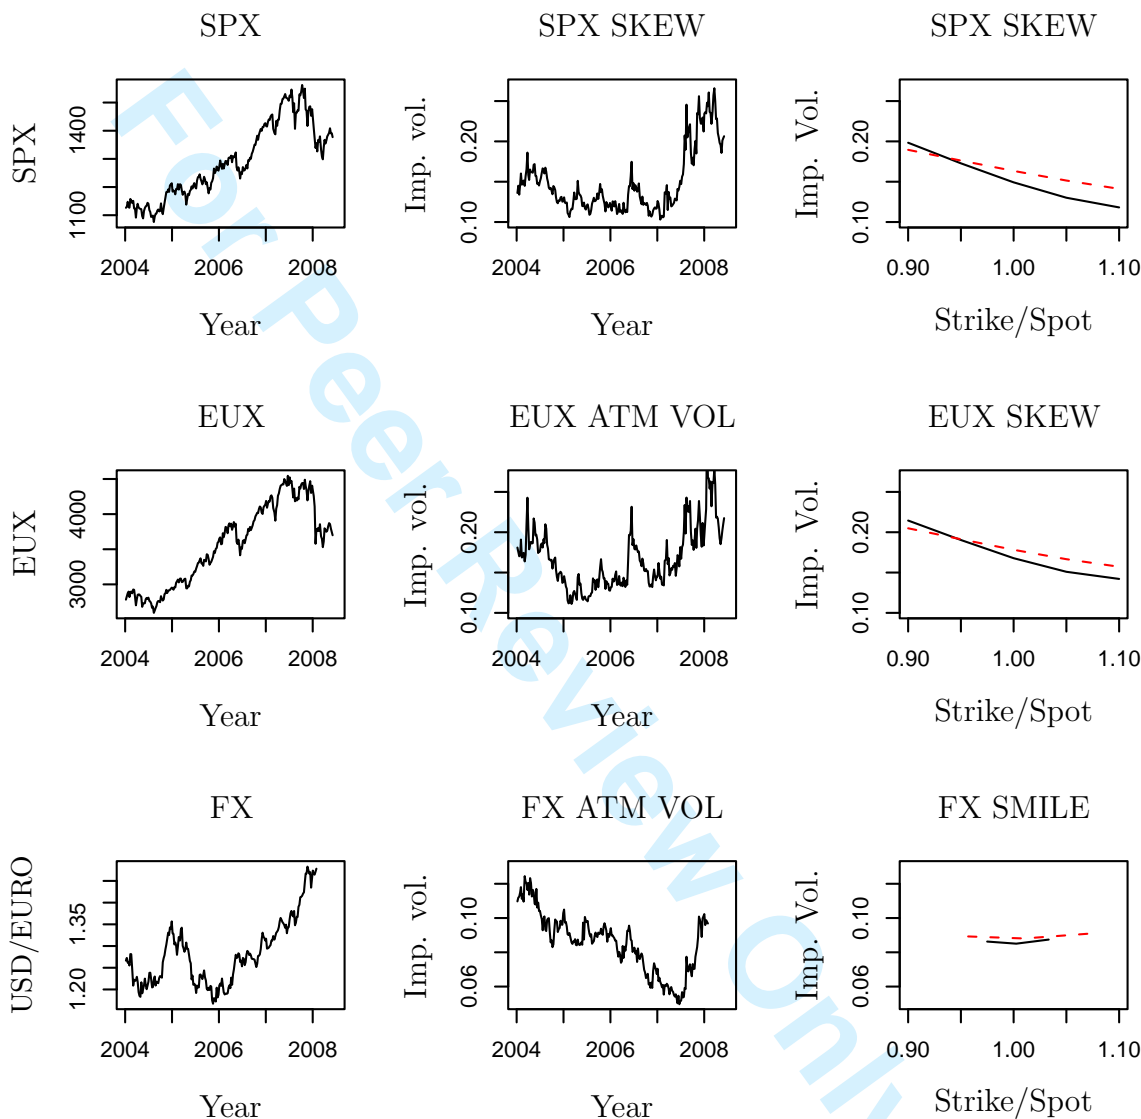 SPX
SPX SKEW
SPX SKEW
SPX
1100
1400
2004
2006
2008
Year
Imp. vol.
0.10
0.20
2004
2006
2008
Year
Imp. Vol.
0.10
0.20
0.90
1.00
1.10
Strike/Spot
EUX
EUX ATM VOL
EUX SKEW
EUX
3000
4000
2004
2006
2008
Year
Imp. vol.
0.10
0.20
2004
2006
2008
Year
Imp. Vol.
0.10
0.20
0.90
1.00
1.10
Strike/Spot
FX
FX ATM VOL
FX SMILE
USD/EURO
1.20
1.35
2004
2006
2008
Year
Imp. vol.
0.06
0.10
2004
2006
2008
Year
Imp. Vol.
0.06
0.10
0.90
1.00
1.10
Strike/Spot
For Peer Review Only